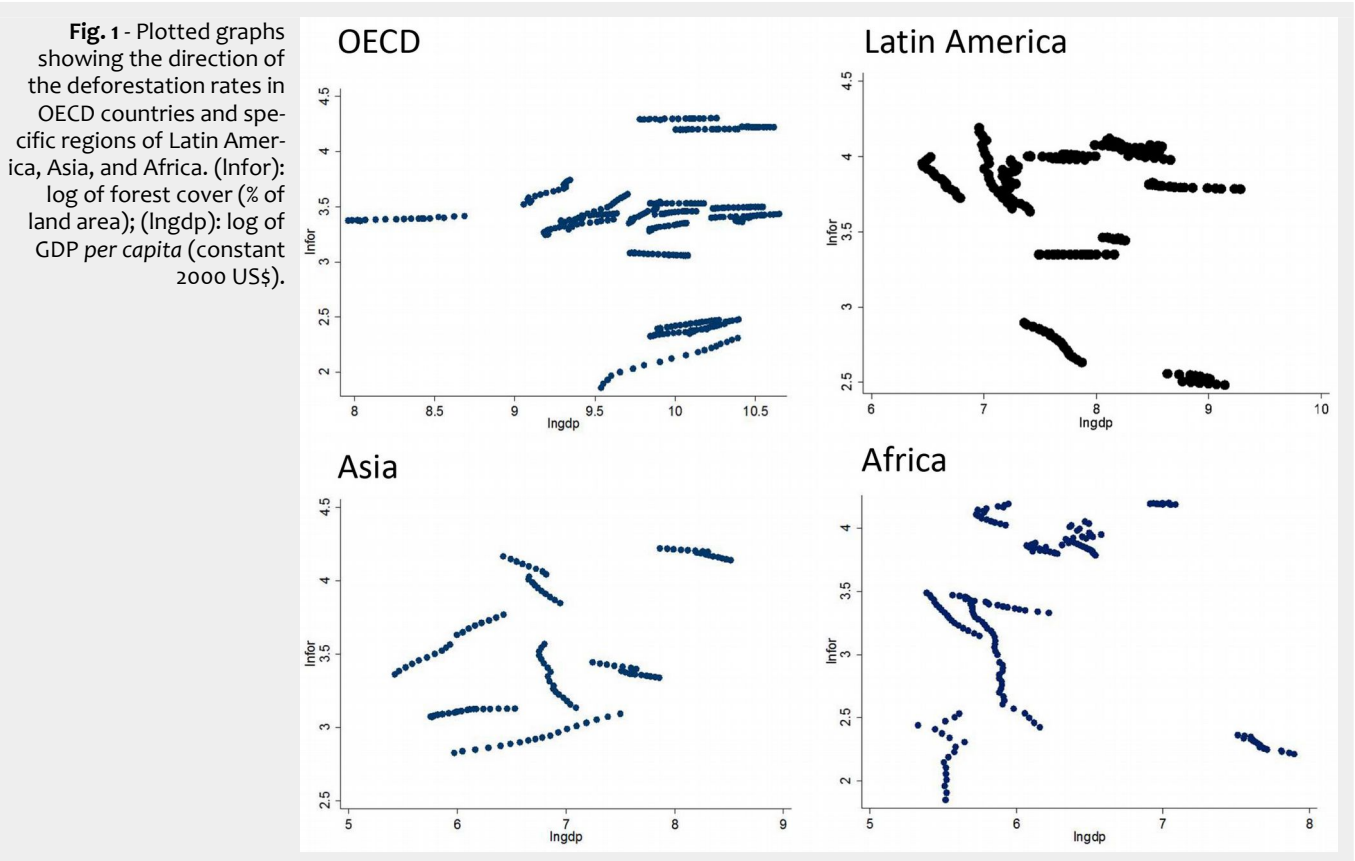 Fig. 1 - Plotted graphs
showing the direction of
the deforestation rates in
OECD countries and spe-
cific regions of Latin Amer-
ica, Asia, and Africa. (lnfor):
log of forest cover (% of
land area); (lngdp): log of
GDP per capita (constant
2000 US$).
OECD
4.5
4
3.5
3
2.5
2
lnfor
8
8.5
9
9.5
10
10.5
lngdp
Latin America
4.5
4
3.5
3
2.5
lnfor
6
7
8
9
10
lngdp
Asia
4.5
4
3.5
3
2.5
lnfor
5
6
7
8
9
lngdp
Africa
4
3.5
3
2.5
2
lnfor
5
6
7
8
lngdp